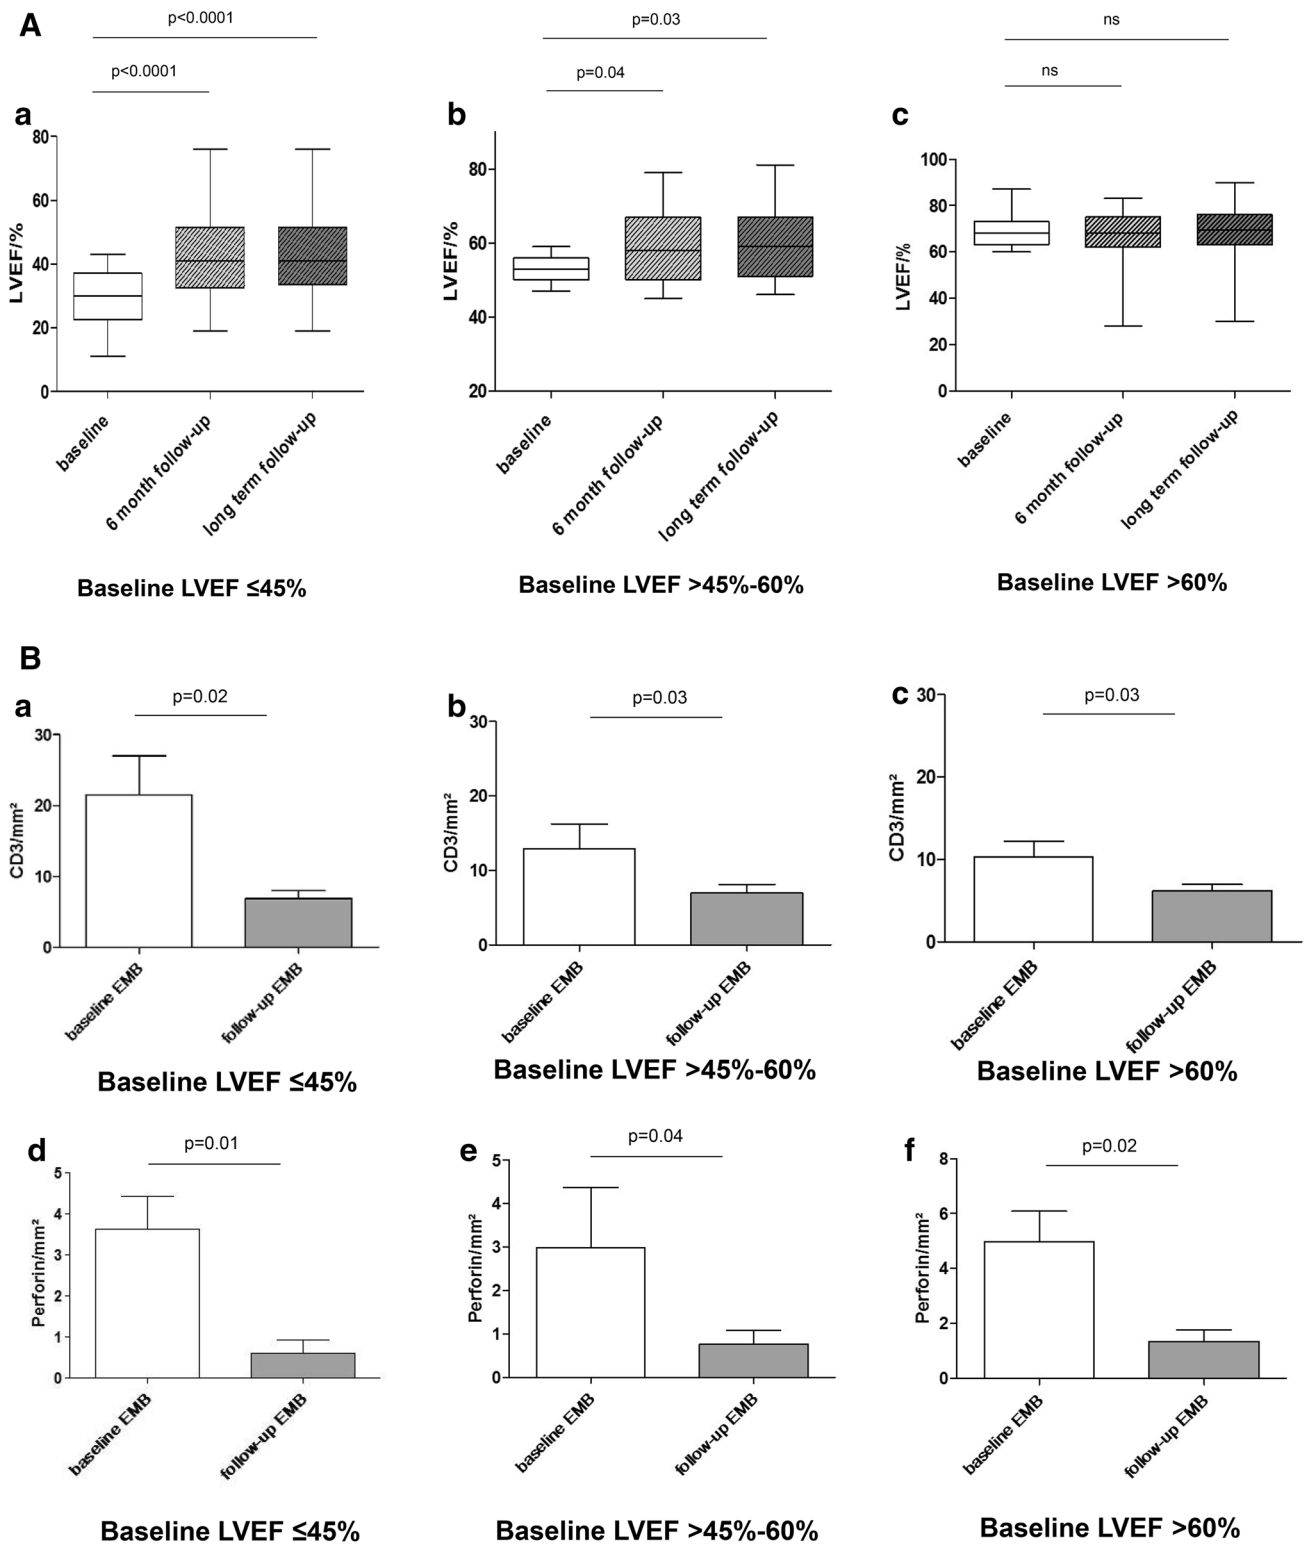 A
p<0.0001
p<0.0001
a
LVEF/%
80
60
40
20
0
baseline
6 month follow-up
long term follow-up
Baseline LVEF ≤45%
p=0.03
p=0.04
b
LVEF/%
80
60
40
20
baseline
6 month follow-up
long term follow-up
Baseline LVEF >45%-60%
ns
ns
c
LVEF/%
100
80
60
40
20
0
baseline
6 month follow-up
long term follow-up
Baseline LVEF >60%
B
a
p=0.02
CD3/mm²
30
20
10
0
baseline EMB
follow-up EMB
Baseline LVEF ≤45%
b
p=0.03
CD3/mm²
30
20
10
0
baseline EMB
follow-up EMB
Baseline LVEF >45%-60%
c
p=0.03
CD3/mm²
30
20
10
0
baseline EMB
follow-up EMB
Baseline LVEF >60%
d
p=0.01
Perforin/mm²
5
4
3
2
1
0
baseline EMB
follow-up EMB
Baseline LVEF ≤45%
e
p=0.04
Perforin/mm²
5
4
3
2
1
0
baseline EMB
follow-up EMB
Baseline LVEF >45%-60%
f
p=0.02
Perforin/mm²
8
6
4
2
0
baseline EMB
follow-up EMB
Baseline LVEF >60%